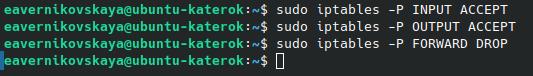 eavernikovskaya@ubuntu-katerok:~$ sudo iptables -P INPUT ACCEPT
eavernikovskaya@ubuntu-katerok:~$ sudo iptables -P OUTPUT ACCEPT
eavernikovskaya@ubuntu-katerok:~$ sudo iptables -P FORWARD DROP
eavernikovskaya@ubuntu-katerok:~$